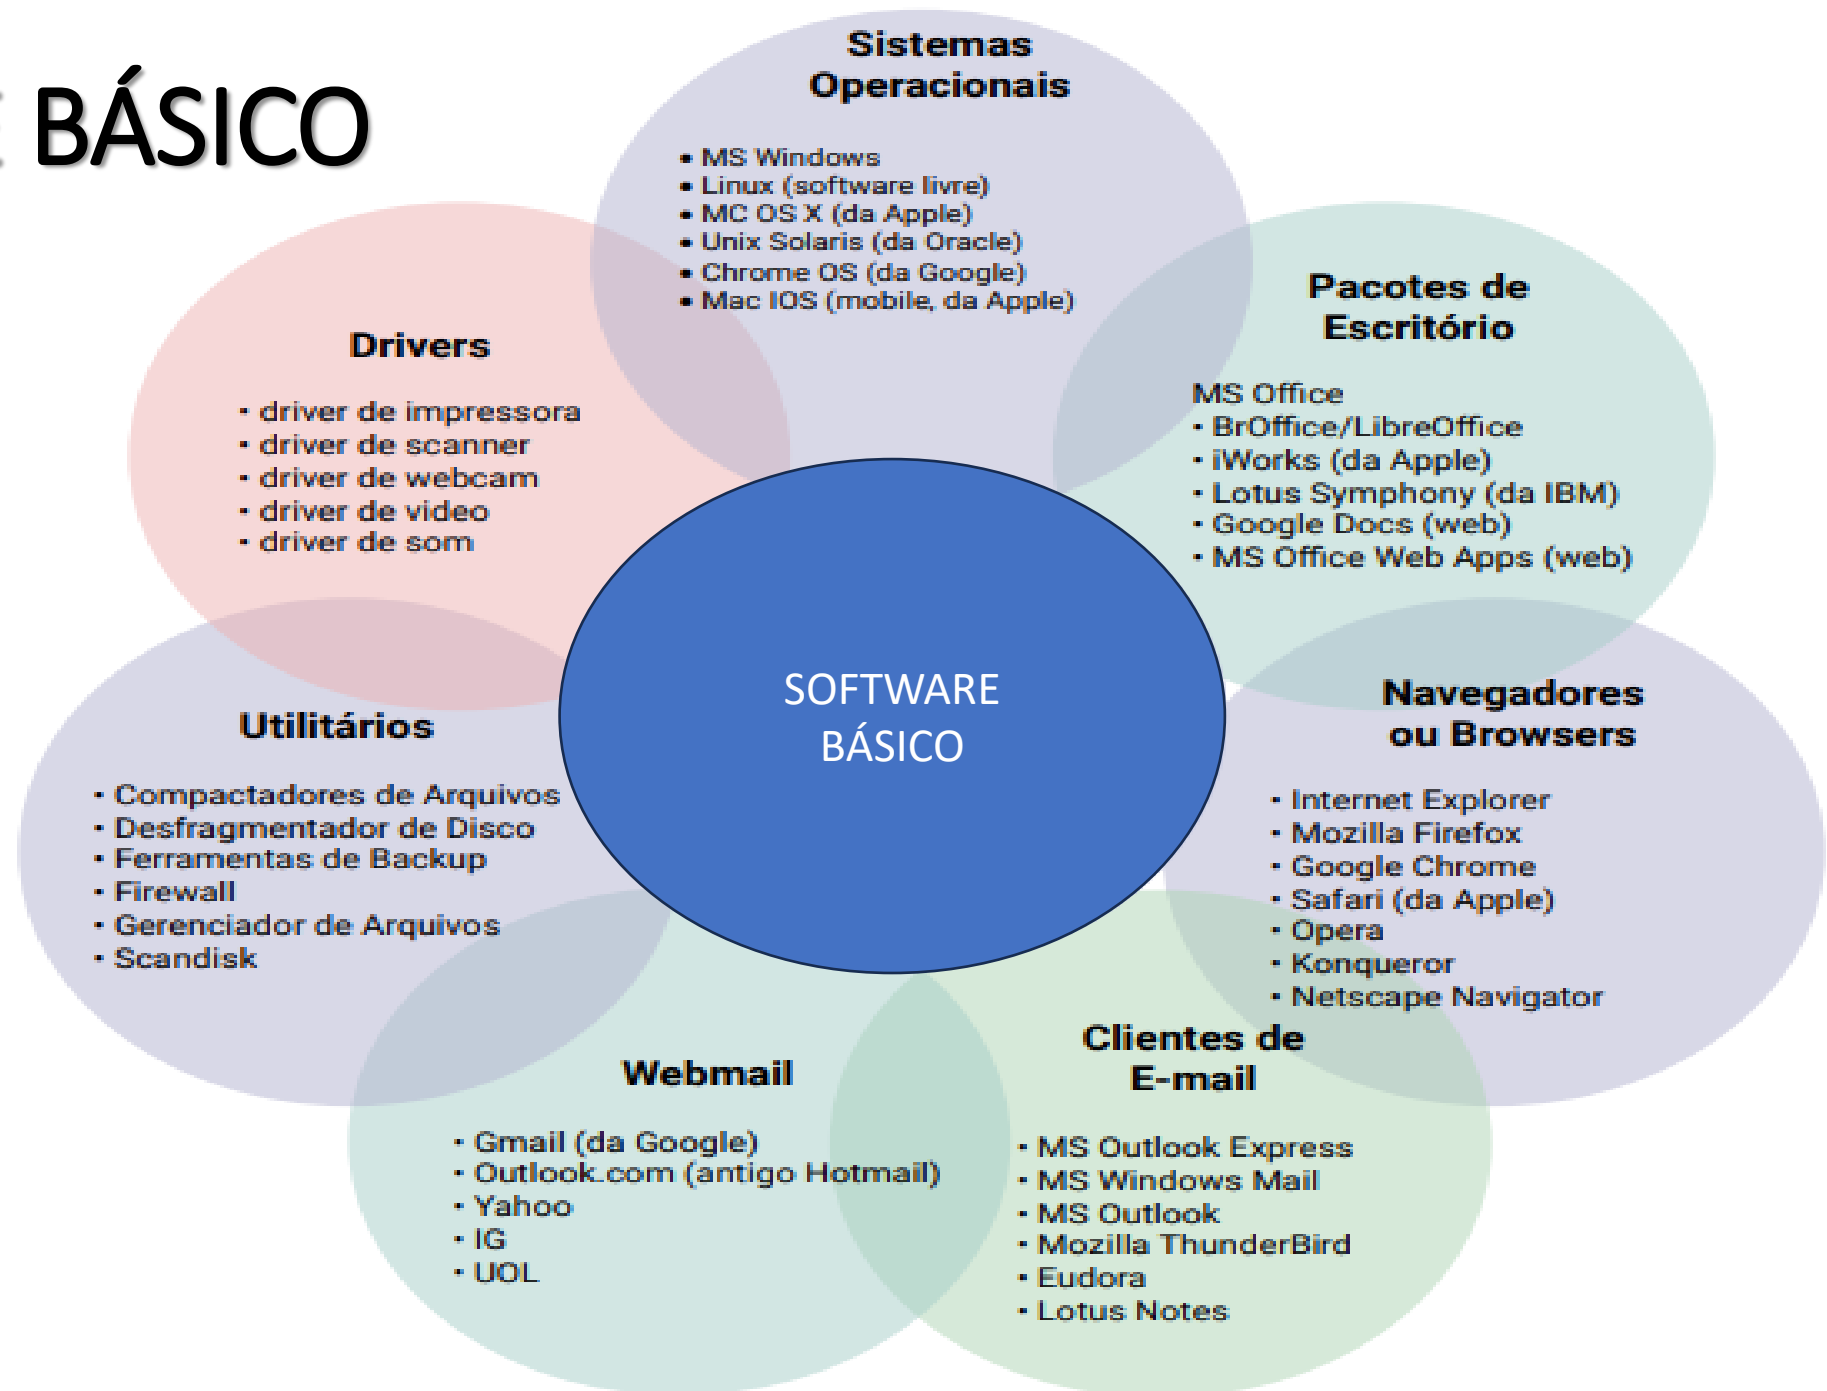 E BÁSICO
Sistemas
Operacionais
• MS Windows
• Linux (software livre)
• MC OS X (da Apple)
• Unix Solaris (da Oracle)
• Chrome OS (da Google)
• Mac IOS (mobile, da Apple)
Pacotes de
Escritório
MS Office
• BrOffice/LibreOffice
• iWorks (da Apple)
• Lotus Symphony (da IBM)
• Google Docs (web)
• MS Office Web Apps (web)
Navegadores
ou Browsers
• Internet Explorer
• Mozilla Firefox
• Google Chrome
• Safari (da Apple)
• Opera
• Konqueror
• Netscape Navigator
Clientes de
E-mail
• MS Outlook Express
• MS Windows Mail
• MS Outlook
• Mozilla ThunderBird
• Eudora
• Lotus Notes
Webmail
• Gmail (da Google)
• Outlook.com (antigo Hotmail)
• Yahoo
• IG
• UOL
Utilitários
• Compactadores de Arquivos
• Desfragmentador de Disco
• Ferramentas de Backup
• Firewall
• Gerenciador de Arquivos
• Scandisk
Drivers
• driver de impressora
• driver de scanner
• driver de webcam
• driver de video
• driver de som
SOFTWARE
BÁSICO